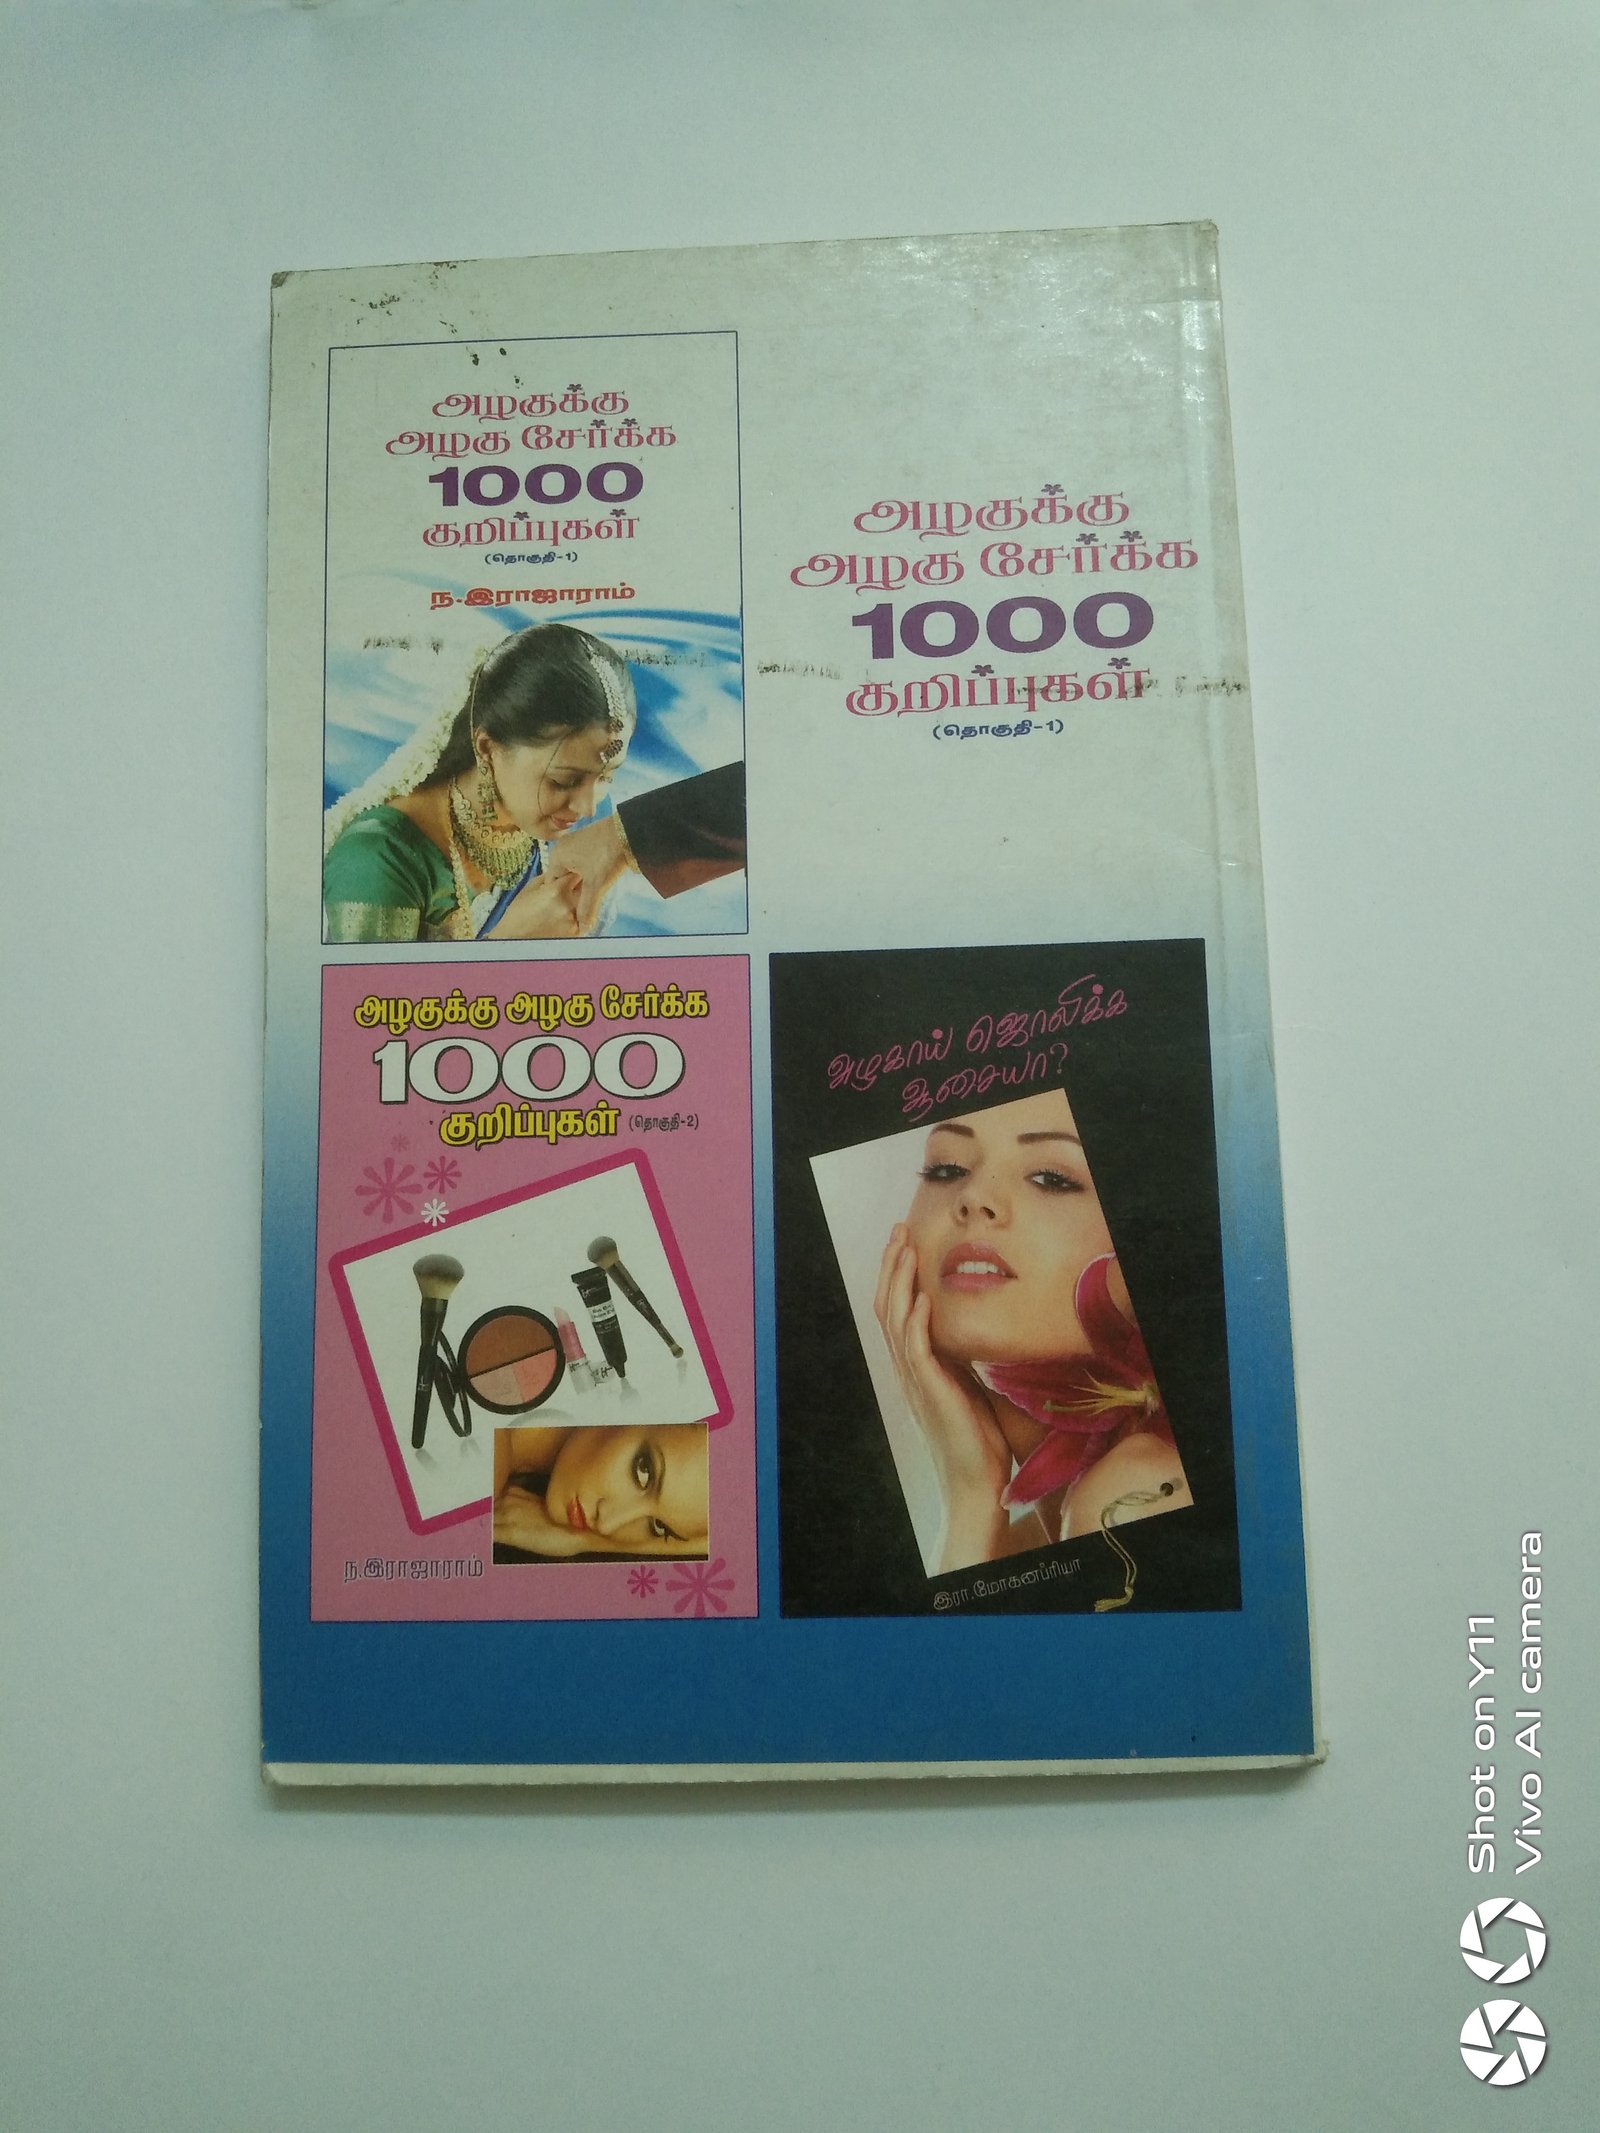 அழகுக்கு
அழகு சேர்க்க
1000
குறிப்புகள்
(தொகுதி-1)
ந.இராஜாராம்
அழகுக்கு
அழகு சேர்க்க
1000
குறிப்புகள்
(தொகுதி-1)
அழகுக்கு அழகு சேர்க்க
1000
குறிப்புகள் (தொகுதி-2)
ந.இராஜாராம்
அழகாய் ஜொலிக்க
ஆசையா?
இரா.மோகனப்ரியா
Shot on Y11
Vivo AI camera